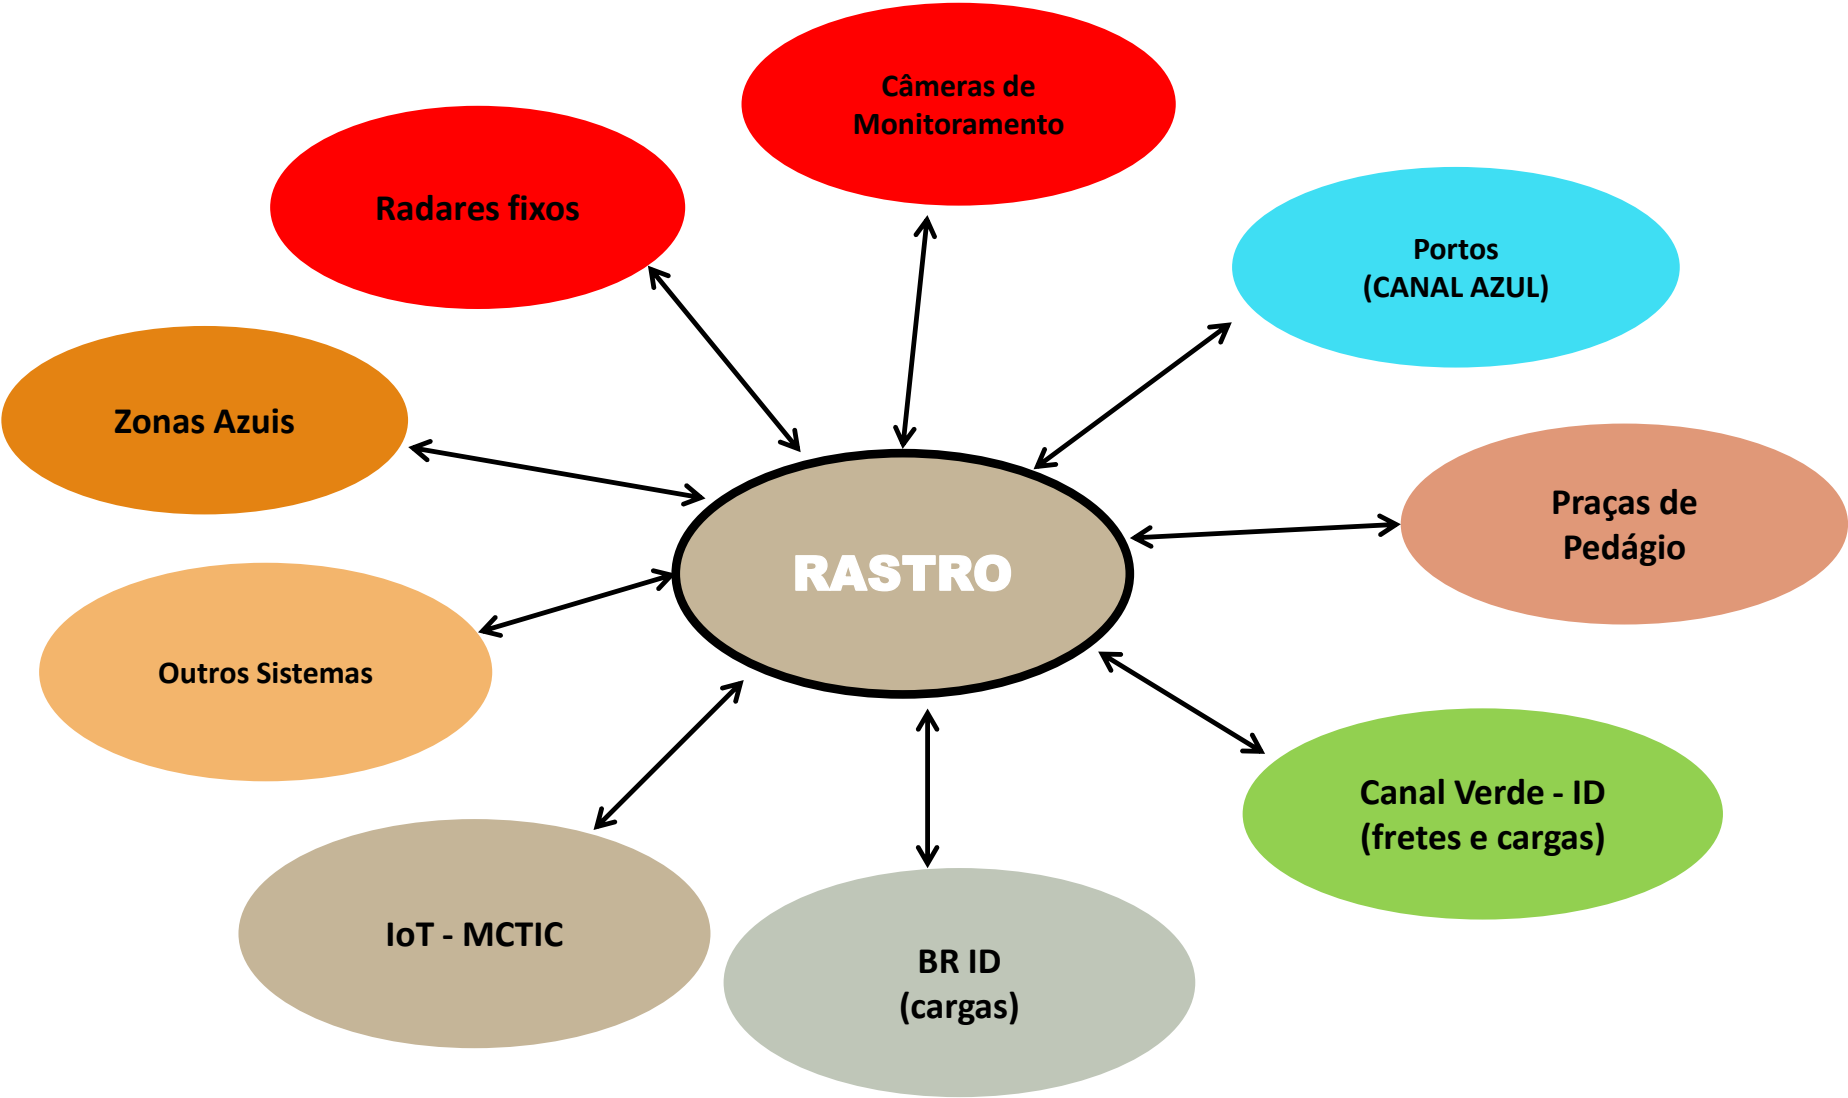 Câmeras de
Monitoramento
Radares fixos
Portos
(CANAL AZUL)
Zonas Azuis
Praças de
Pedágio
RASTRO
Outros Sistemas
Canal Verde - ID
(fretes e cargas)
IoT - MCTIC
BR ID
(cargas)